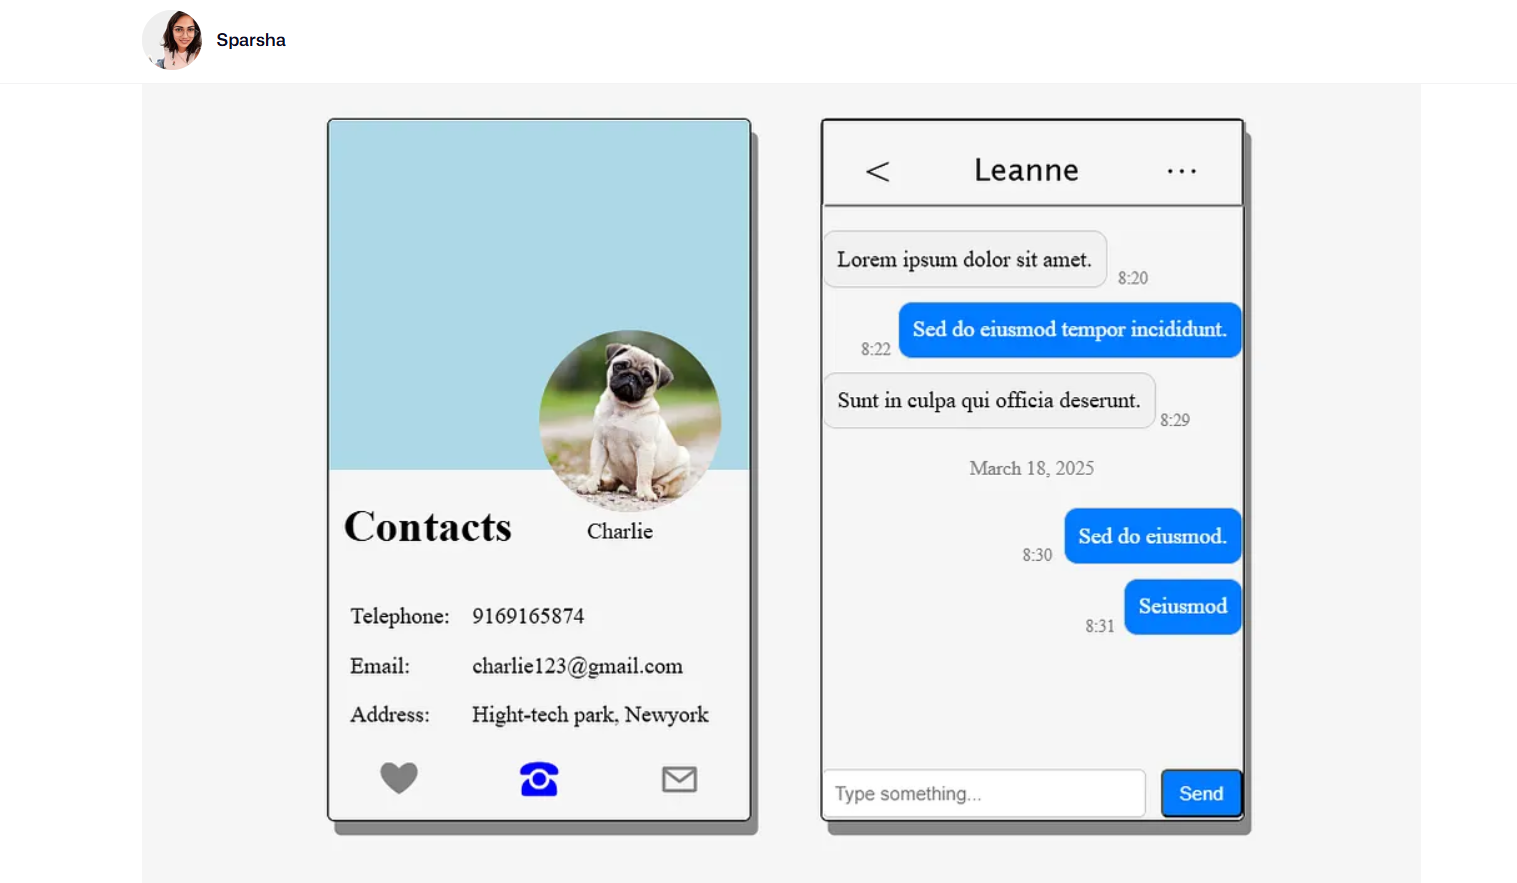 Sparsha
Contacts
Charlie
Telephone: 9169165874
Email: charlie123@gmail.com
Address: Hight-tech park, Newyork
< Leanne ...
Lorem ipsum dolor sit amet. 8:20
8:22 Sed do eiusmod tempor incididunt.
Sunt in culpa qui officia deserunt. 8:29
March 18, 2025
8:30 Sed do eiusmod.
8:31 Seiusmod
Type something... Send